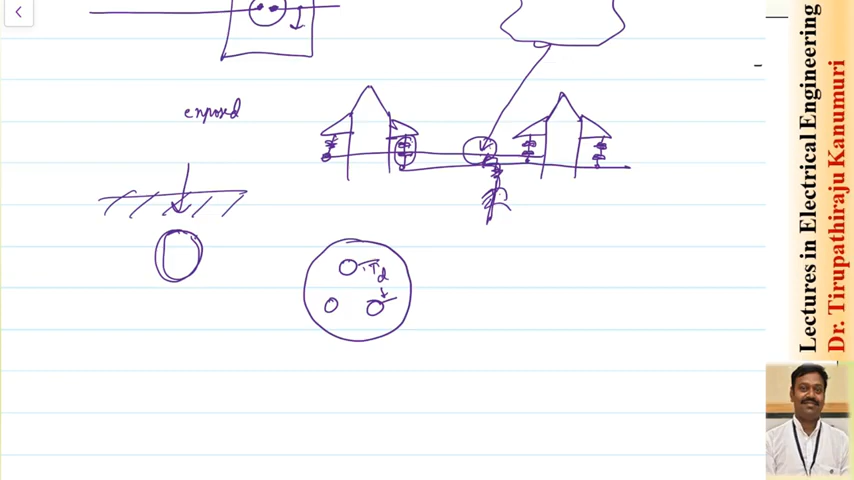 exposed
d
Lectures in Electrical Engineering
Dr. Tirupathiraju Kanumuri